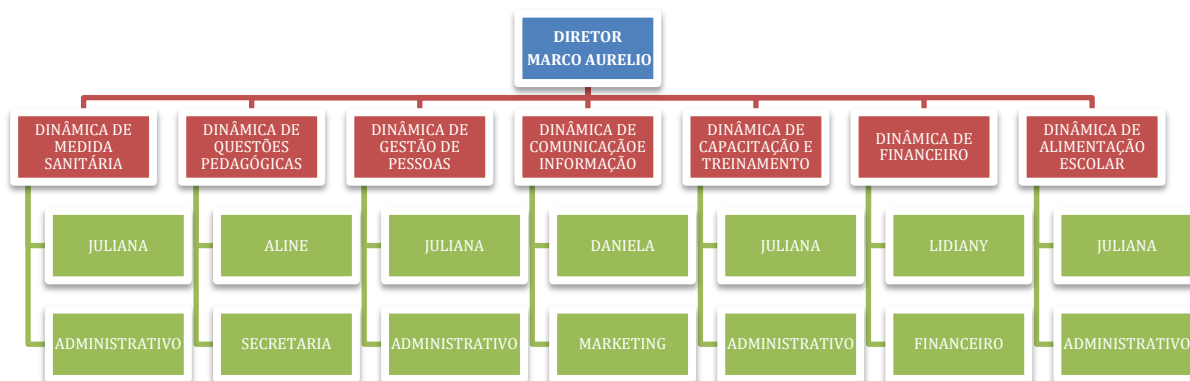 DIRETOR
MARCO AURELIO
DINÂMICA DE
MEDIDA
SANITÁRIA
DINÂMICA DE
QUESTÕES
PEDAGÓGICAS
DINÂMICA DE
GESTÃO DE
PESSOAS
DINÂMICA DE
COMUNICAÇÃOE
INFORMAÇÃO
DINÂMICA DE
CAPACITAÇÃO E
TREINAMENTO
DINÂMICA DE
FINANCEIRO
DINÂMICA DE
ALIMENTAÇÃO
ESCOLAR
JULIANA
ALINE
JULIANA
DANIELA
JULIANA
LIDIANY
JULIANA
ADMINISTRATIVO
SECRETARIA
ADMINISTRATIVO
MARKETING
ADMINISTRATIVO
FINANCEIRO
ADMINISTRATIVO